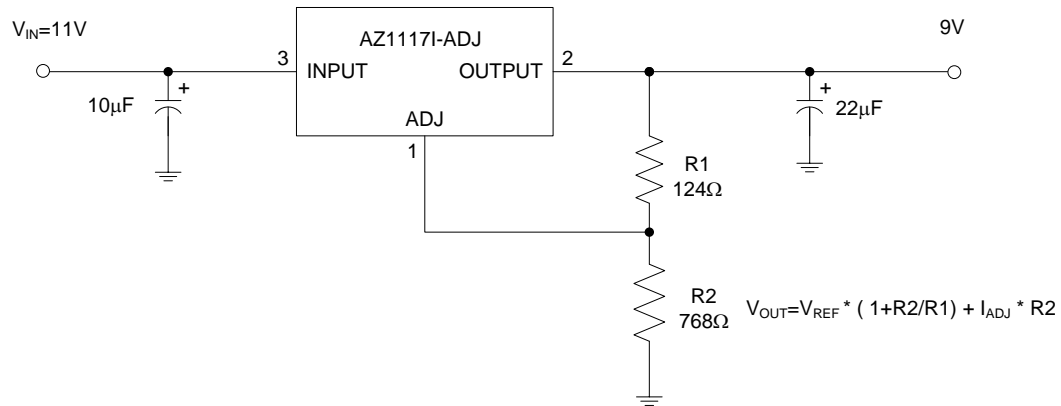 V_IN=11V
AZ1117I-ADJ
9V
3
INPUT
OUTPUT
2
+
10μF
ADJ
1
+
22μF
R1
124Ω
R2
768Ω
V_OUT=V_REF * ( 1+R2/R1) + I_ADJ * R2